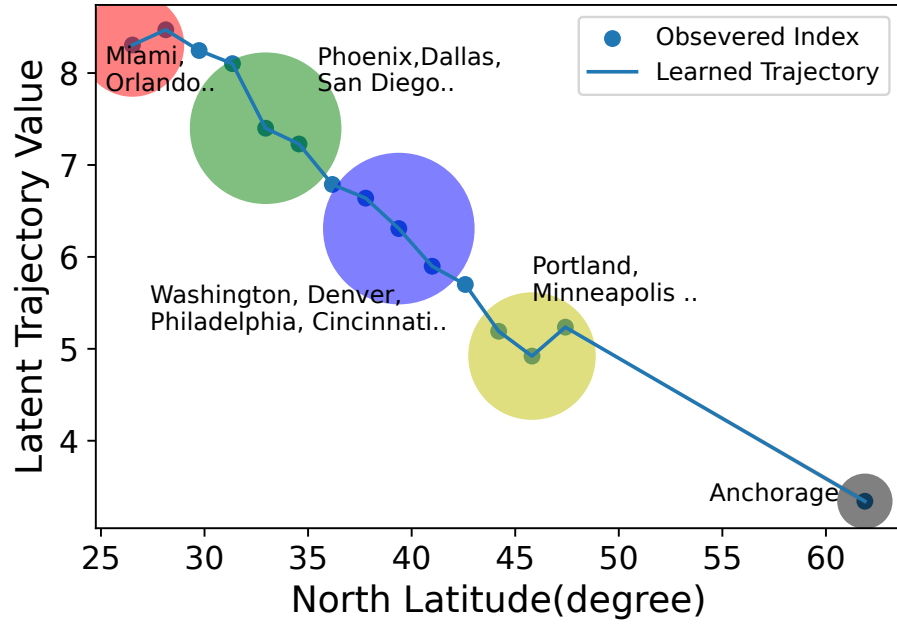 Obsevered Index
Learned Trajectory
Miami,
Orlando..
Phoenix,Dallas,
San Diego..
Washington, Denver,
Philadelphia, Cincinnati..
Portland,
Minneapolis ..
Anchorage
Latent Trajectory Value
8
7
6
5
4
25 30 35 40 45 50 55 60
North Latitude(degree)